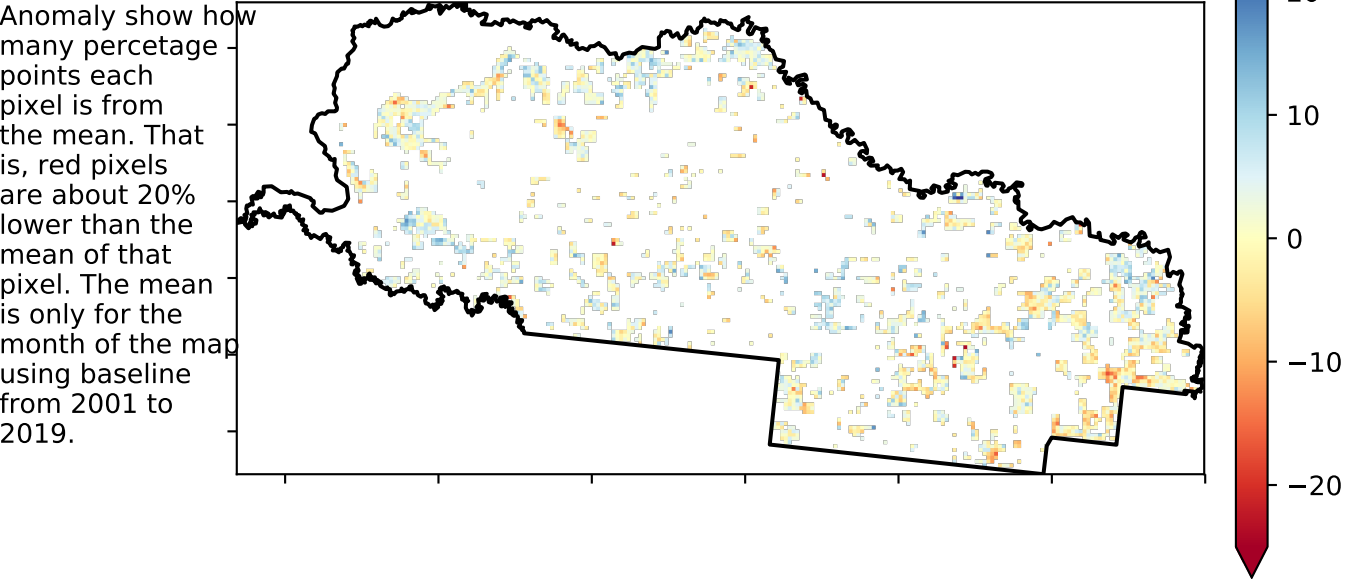 Anomaly show how
many percetage
points each
pixel is from
the mean. That
is, red pixels
are about 20%
lower than the
mean of that
pixel. The mean
is only for the
month of the map
using baseline
from 2001 to
2019.
10
0
−10
−20